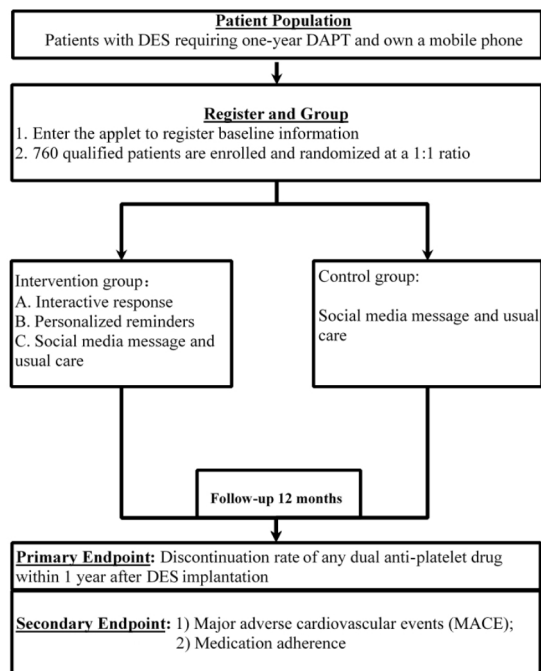 Patient Population
Patients with DES requiring one-year DAPT and own a mobile phone
Register and Group
1. Enter the applet to register baseline information
2. 760 qualified patients are enrolled and randomized at a 1:1 ratio
Intervention group：
A. Interactive response
B. Personalized reminders
C. Social media message and
usual care
Control group:
Social media message and usual
care
Follow-up 12 months
Primary Endpoint: Discontinuation rate of any dual anti-platelet drug
within 1 year after DES implantation
Secondary Endpoint: 1) Major adverse cardiovascular events (MACE);
2) Medication adherence